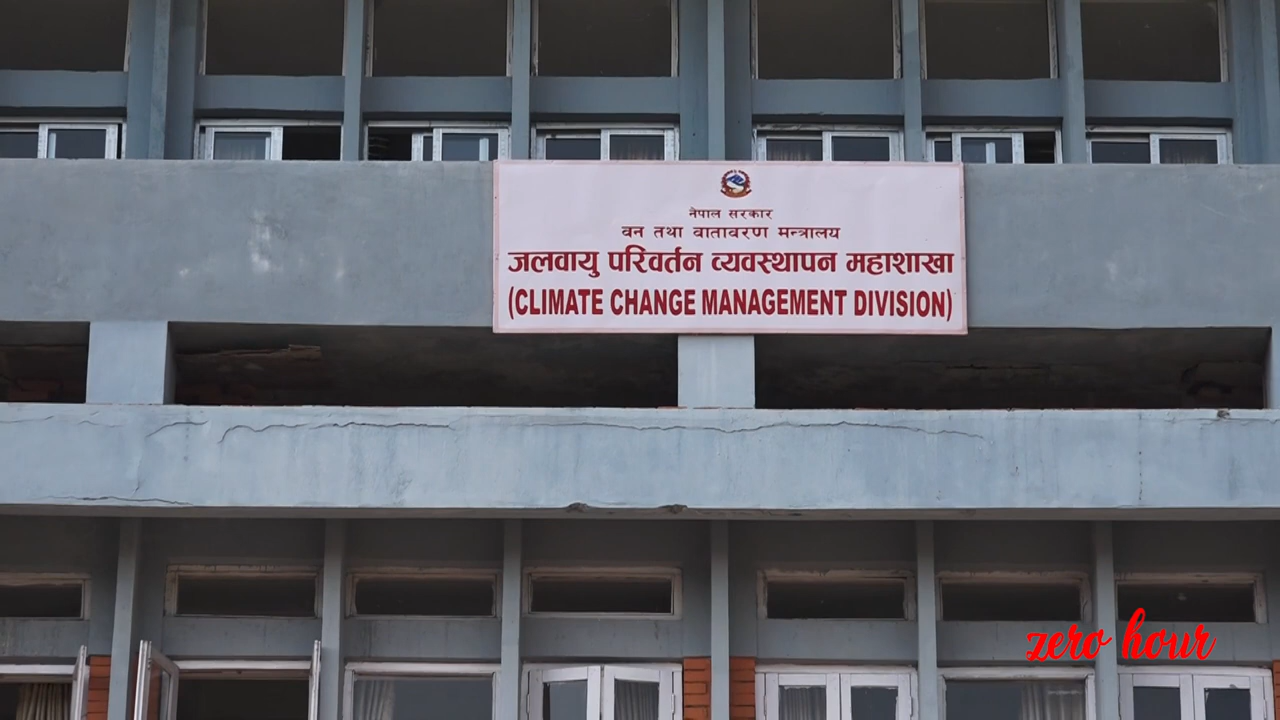 नेपाल सरकार
वन तथा वातावरण मन्त्रालय
जलवायु परिवर्तन व्यवस्थापन महाशाखा
(CLIMATE CHANGE MANAGEMENT DIVISION)
zero hour